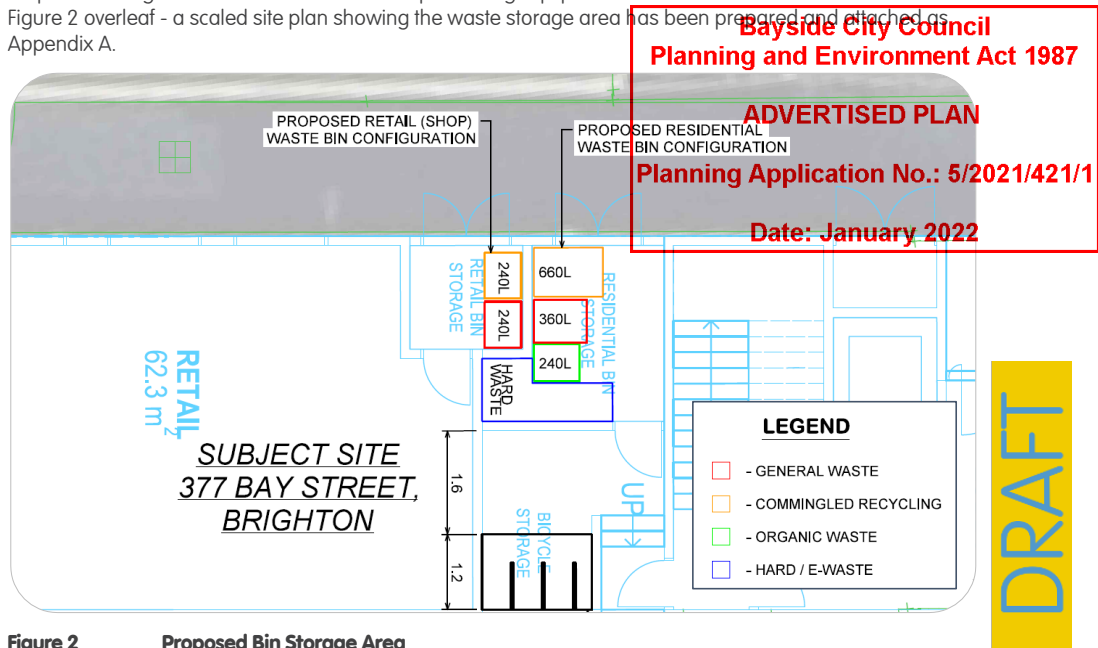 Figure 2 overleaf - a scaled site plan showing the waste storage area has been prepared and attached as
Appendix A.
Bayside City Council
Planning and Environment Act 1987
ADVERTISED PLAN
Planning Application No.: 5/2021/421/1
Date: January 2022
PROPOSED RETAIL (SHOP)
WASTE BIN CONFIGURATION
PROPOSED RESIDENTIAL
WASTE BIN CONFIGURATION
RETAIL BIN
STORAGE
240L
240L
660L
360L
240L
RESIDENTIAL BIN
STORAGE
HARD
WASTE
RETAIL
62.3 m²
SUBJECT SITE
377 BAY STREET,
BRIGHTON
1.6
1.2
BICYCLE
STORAGE
UP
LEGEND
- GENERAL WASTE
- COMMINGLED RECYCLING
- ORGANIC WASTE
- HARD / E-WASTE
DRAFT
Figure 2 Proposed Bin Storage Area